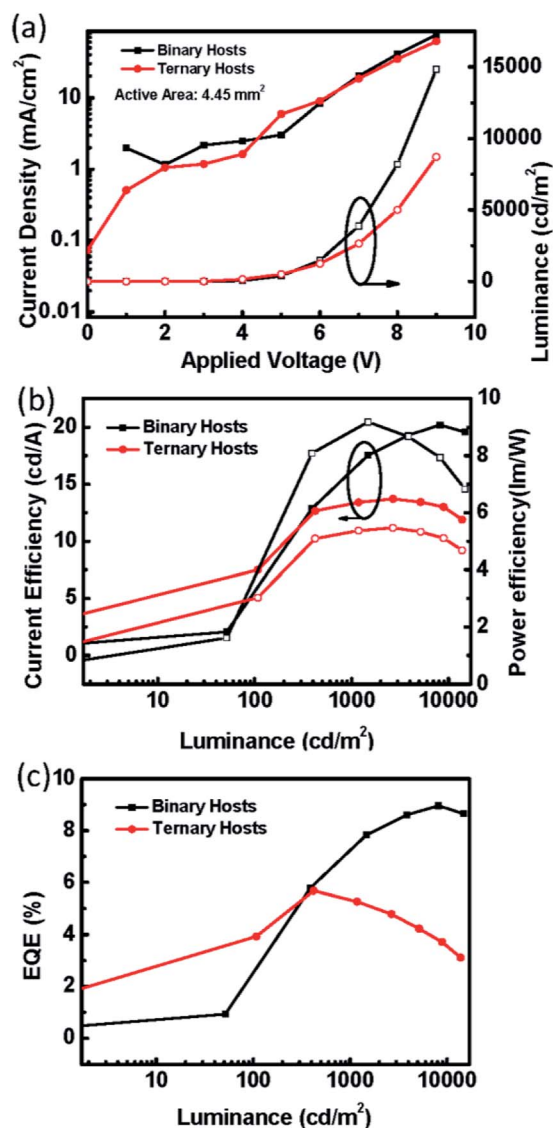 (a)
Binary Hosts
Ternary Hosts
Active Area: 4.45 mm²
Current Density (mA/cm²)
10
1
0.1
0.01
Luminance (cd/m²)
15000
10000
5000
0
0 2 4 6 8 10
Applied Voltage (V)
(b)
Binary Hosts
Ternary Hosts
Current Efficiency (cd/A)
20
15
10
5
0
Power efficiency(lm/W)
10
8
6
4
2
0
10 100 1000 10000
Luminance (cd/m²)
(c)
Binary Hosts
Ternary Hosts
EQE (%)
10
8
6
4
2
0
10 100 1000 10000
Luminance (cd/m²)